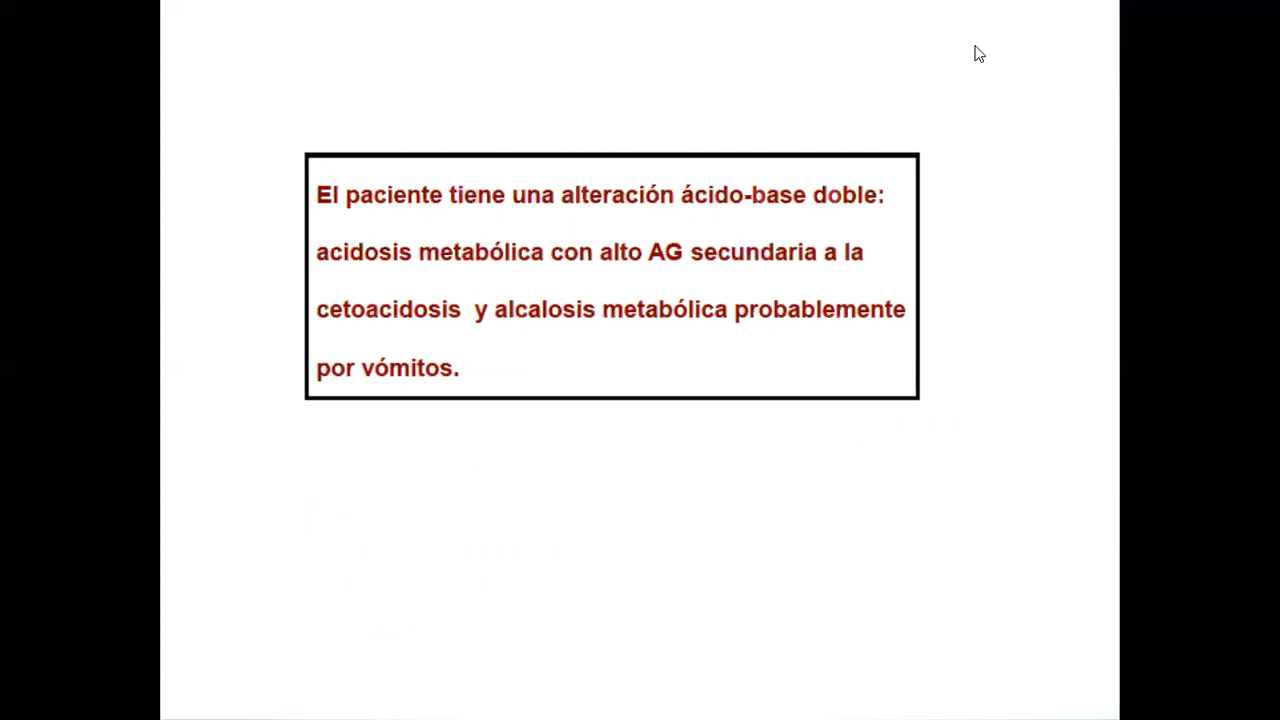 El paciente tiene una alteración ácido-base doble:
acidosis metabólica con alto AG secundaria a la
cetoacidosis  y alcalosis metabólica probablemente
por vómitos.